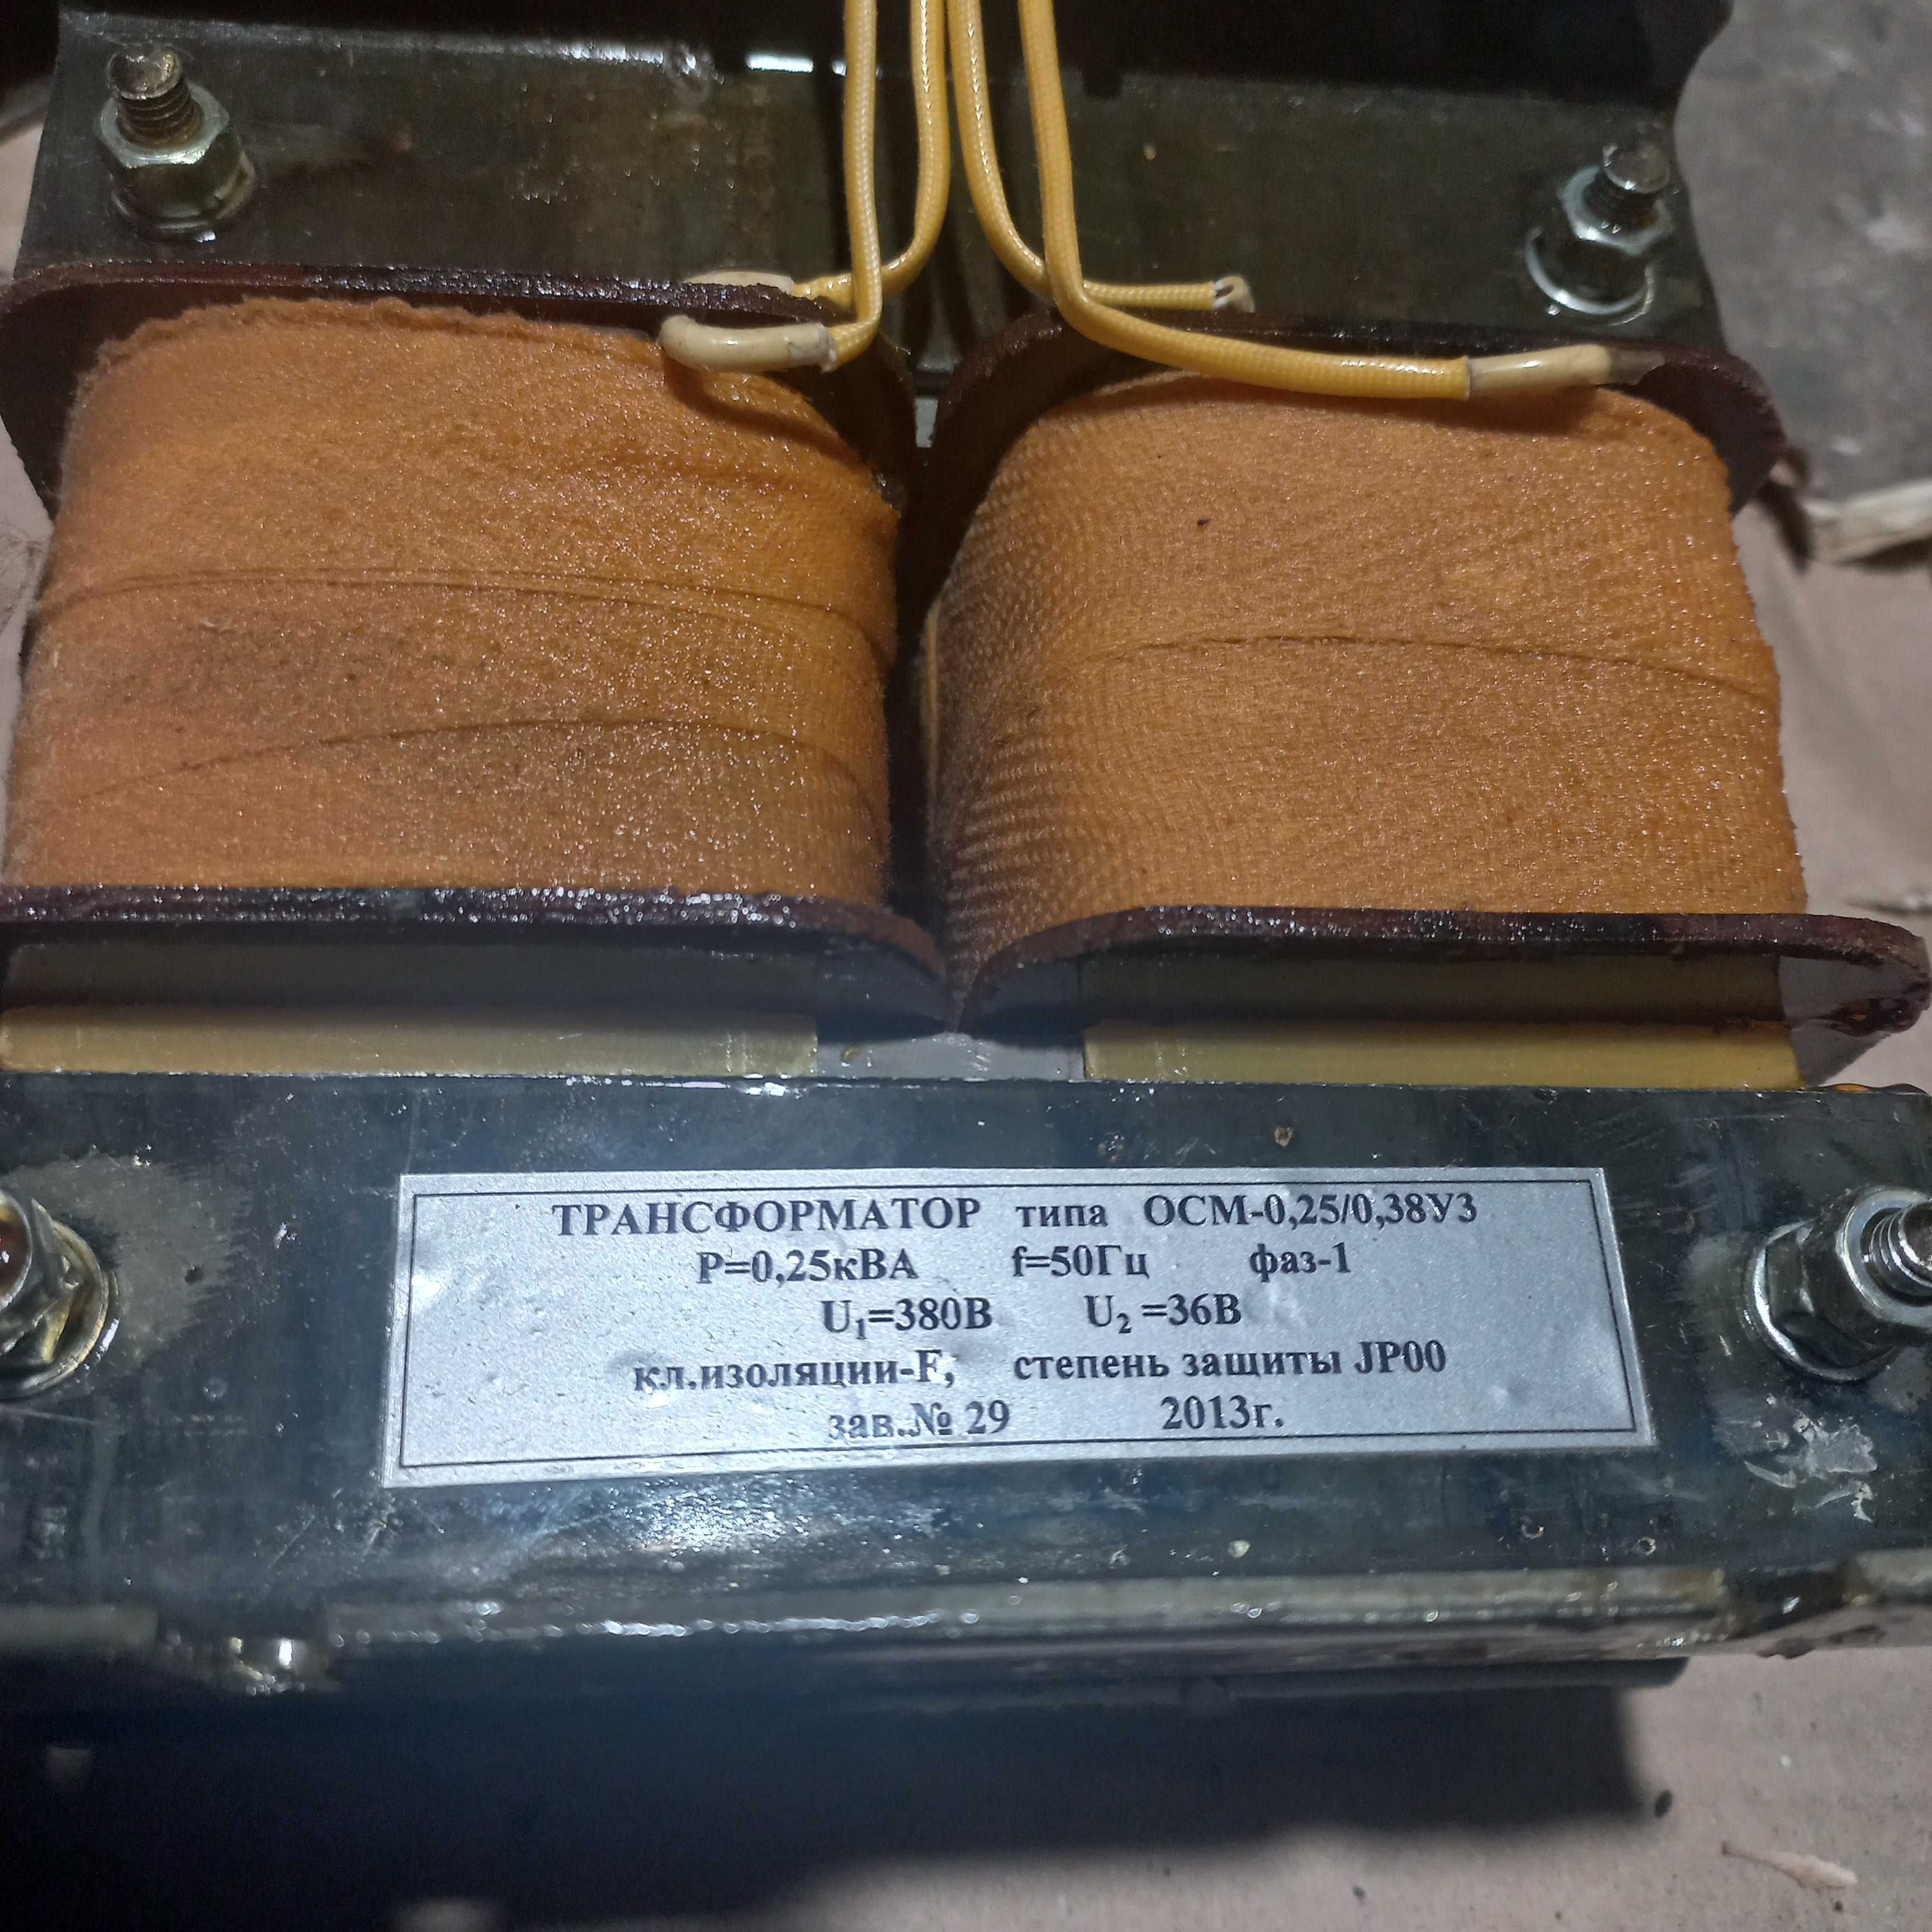 ТРАНСФОРМАТОР типа ОСМ-0,25/0,38У3
Р=0,25кВА f=50Гц фаз-1
U₁=380В U₂ =36В
кл.изоляции-F, степень защиты JP00
зав.№ 29 2013г.